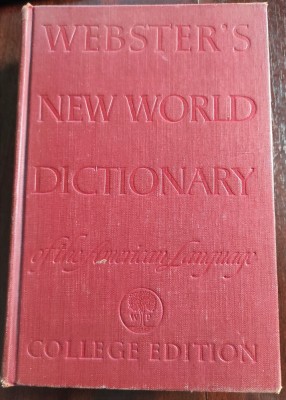 WEBSTER'S
NEW WORLD
DICTIONARY
of the American Language
COLLEGE EDITION